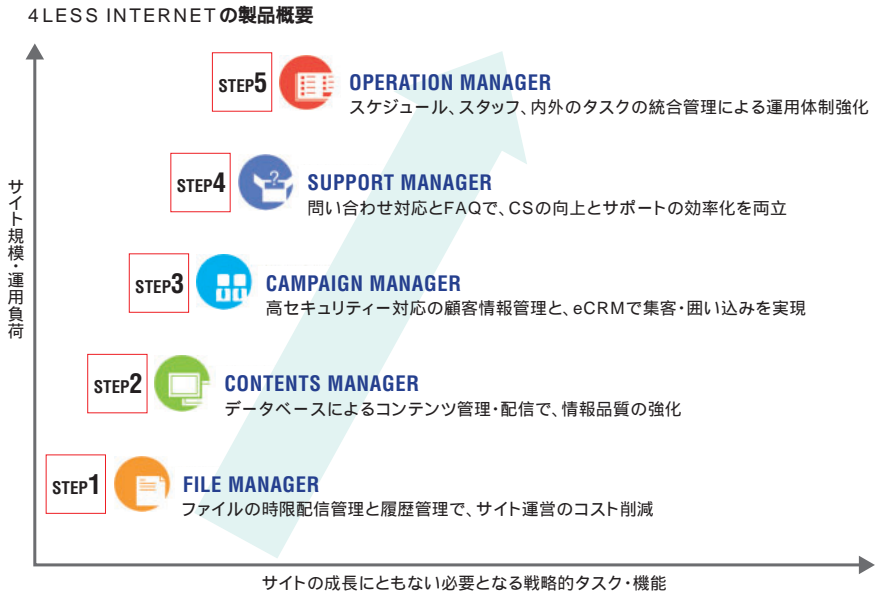 4LESS INTERNETの製品概要
STEP5
OPERATION MANAGER
スケジュール、スタッフ、内外のタスクの統合管理による運用体制強化
STEP4
SUPPORT MANAGER
問い合わせ対応とFAQで、CSの向上とサポートの効率化を両立
サイト規模・運用負荷
STEP3
CAMPAIGN MANAGER
高セキュリティー対応の顧客情報管理と、eCRMで集客・囲い込みを実現
STEP2
CONTENTS MANAGER
データベースによるコンテンツ管理・配信で、情報品質の強化
STEP1
FILE MANAGER
ファイルの時限配信管理と履歴管理で、サイト運営のコスト削減
サイトの成長にともない必要となる戦略的タスク・機能